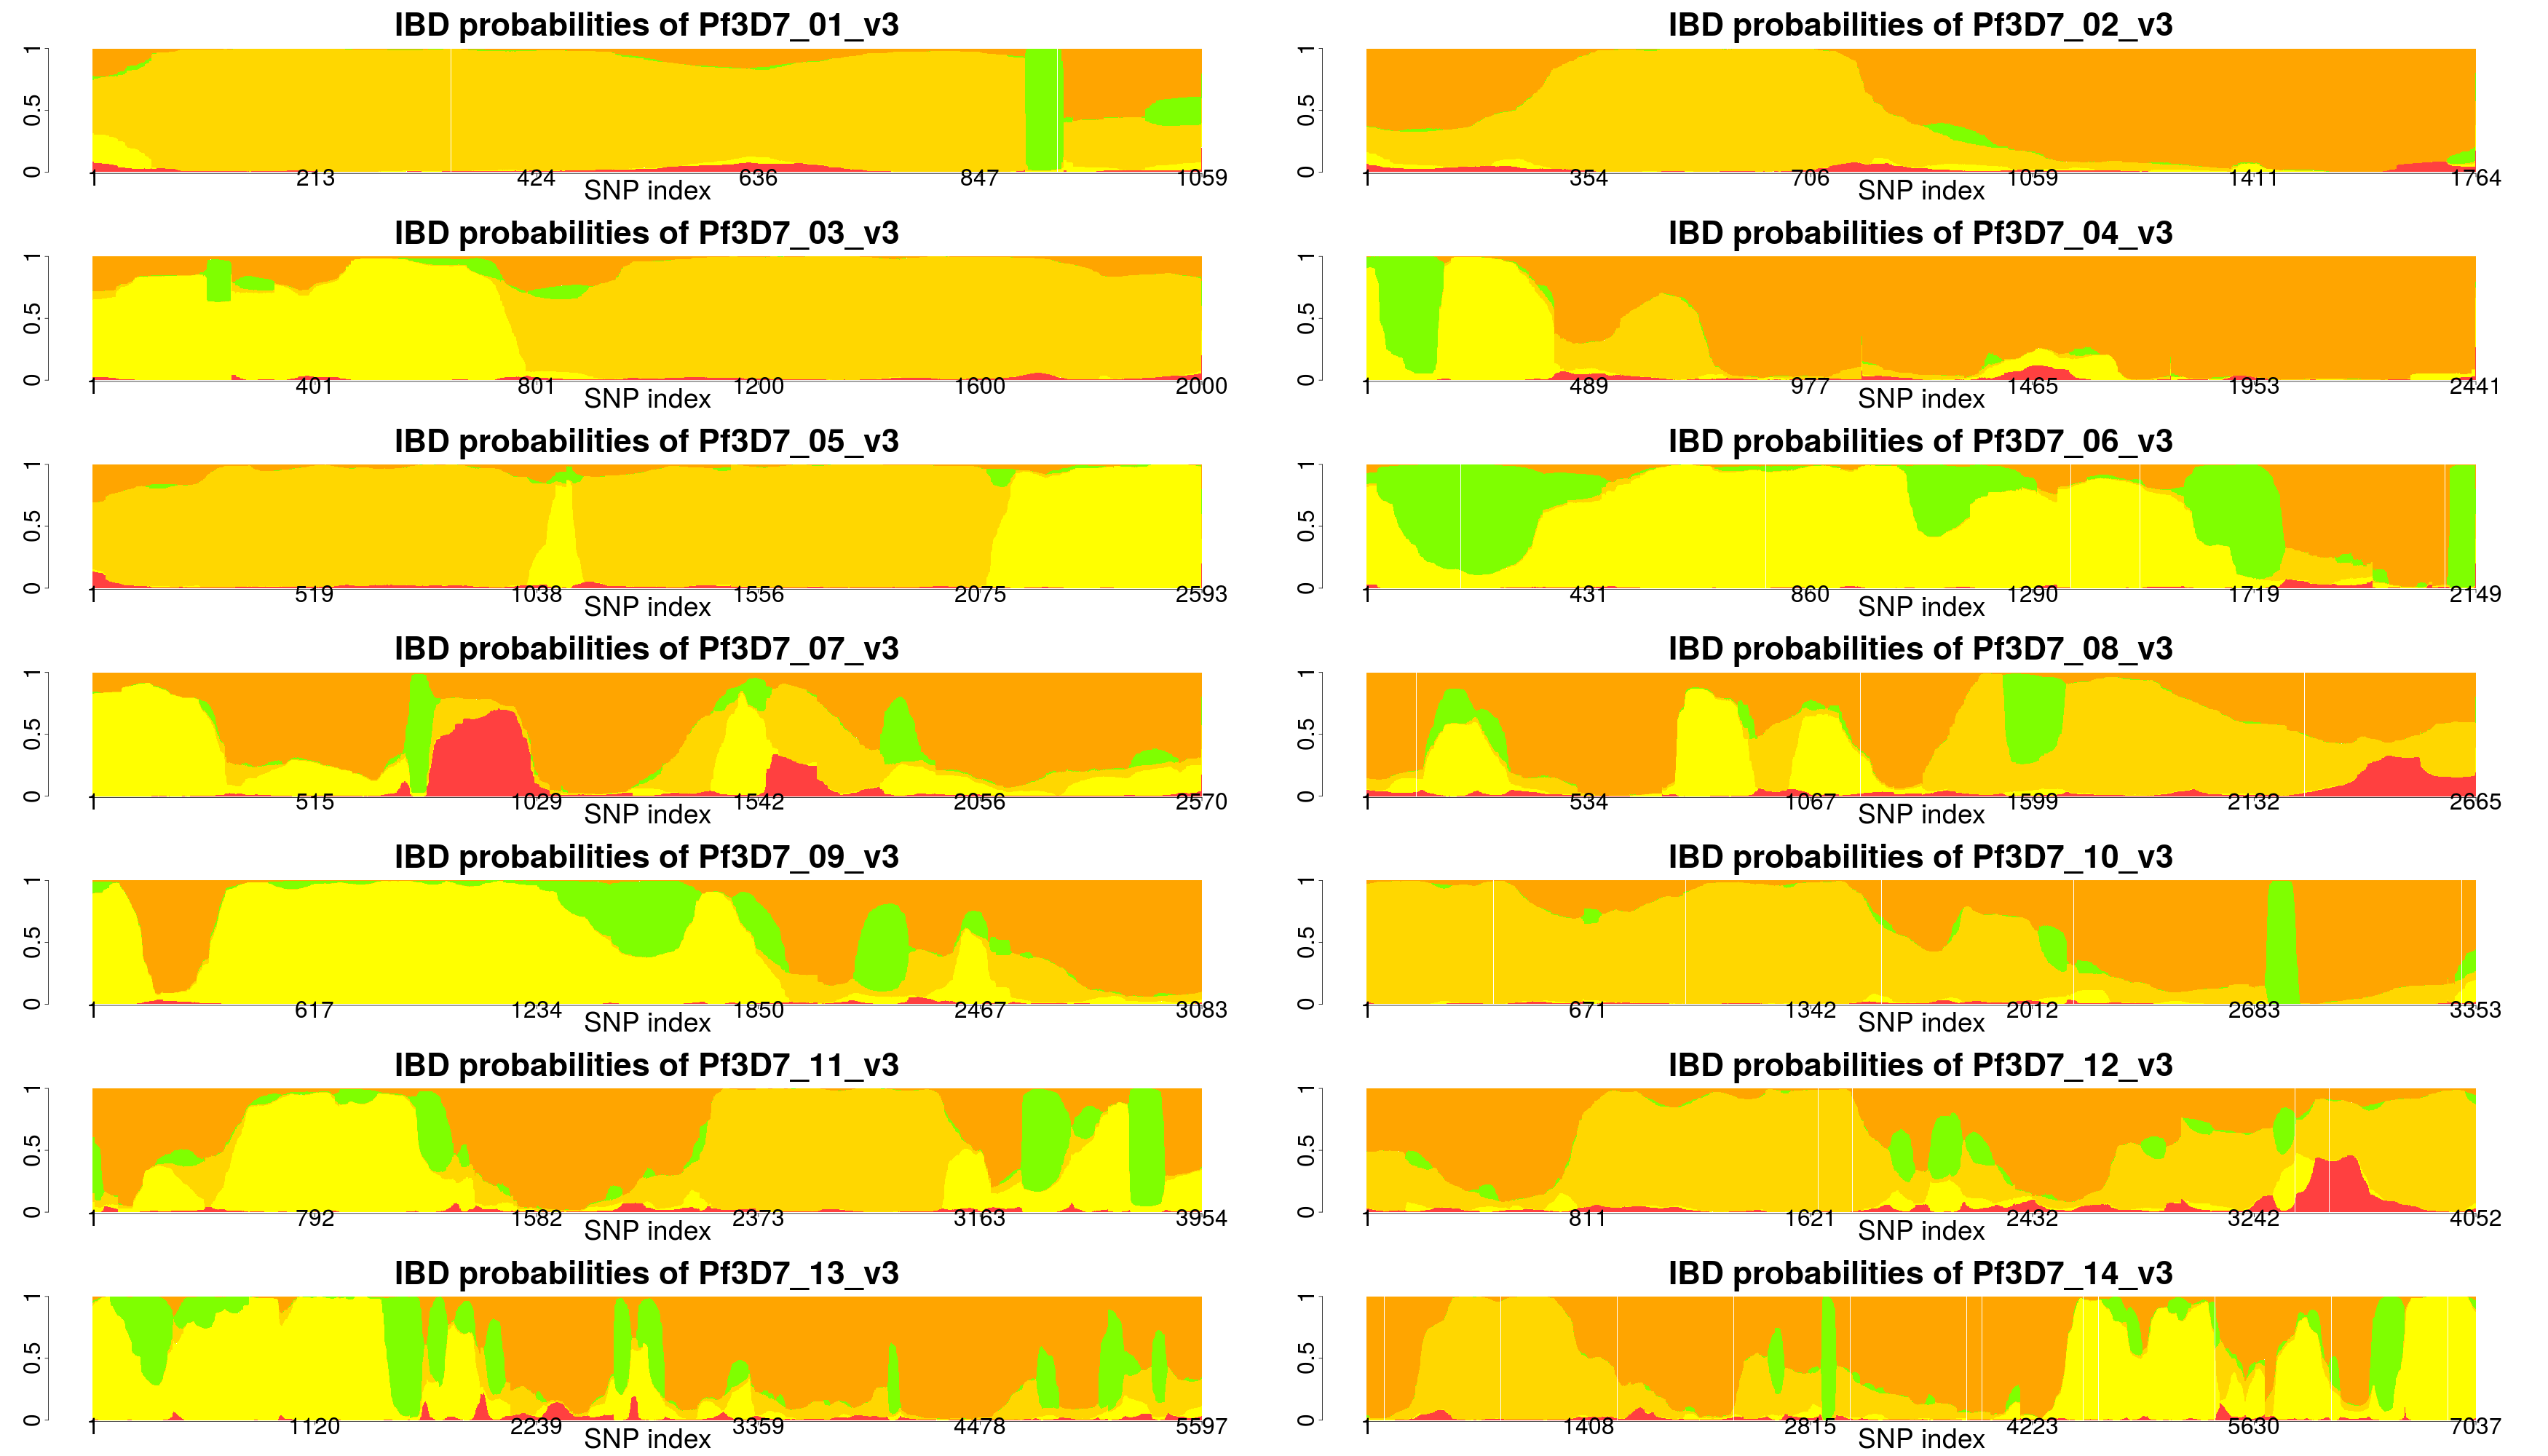 IBD probabilities of Pf3D7_01_v3
0 0.5 1
1 213 424 636 847 1059
SNP index
IBD probabilities of Pf3D7_02_v3
0 0.5 1
1 354 706 1059 1411 1764
SNP index
IBD probabilities of Pf3D7_03_v3
0 0.5 1
1 401 801 1200 1600 2000
SNP index
IBD probabilities of Pf3D7_04_v3
0 0.5 1
1 489 977 1465 1953 2441
SNP index
IBD probabilities of Pf3D7_05_v3
0 0.5 1
1 519 1038 1556 2075 2593
SNP index
IBD probabilities of Pf3D7_06_v3
0 0.5 1
1 431 860 1290 1719 2149
SNP index
IBD probabilities of Pf3D7_07_v3
0 0.5 1
1 515 1029 1542 2056 2570
SNP index
IBD probabilities of Pf3D7_08_v3
0 0.5 1
1 534 1067 1599 2132 2665
SNP index
IBD probabilities of Pf3D7_09_v3
0 0.5 1
1 617 1234 1850 2467 3083
SNP index
IBD probabilities of Pf3D7_10_v3
0 0.5 1
1 671 1342 2012 2683 3353
SNP index
IBD probabilities of Pf3D7_11_v3
0 0.5 1
1 792 1582 2373 3163 3954
SNP index
IBD probabilities of Pf3D7_12_v3
0 0.5 1
1 811 1621 2432 3242 4052
SNP index
IBD probabilities of Pf3D7_13_v3
0 0.5 1
1 1120 2239 3359 4478 5597
SNP index
IBD probabilities of Pf3D7_14_v3
0 0.5 1
1 1408 2815 4223 5630 7037
SNP index